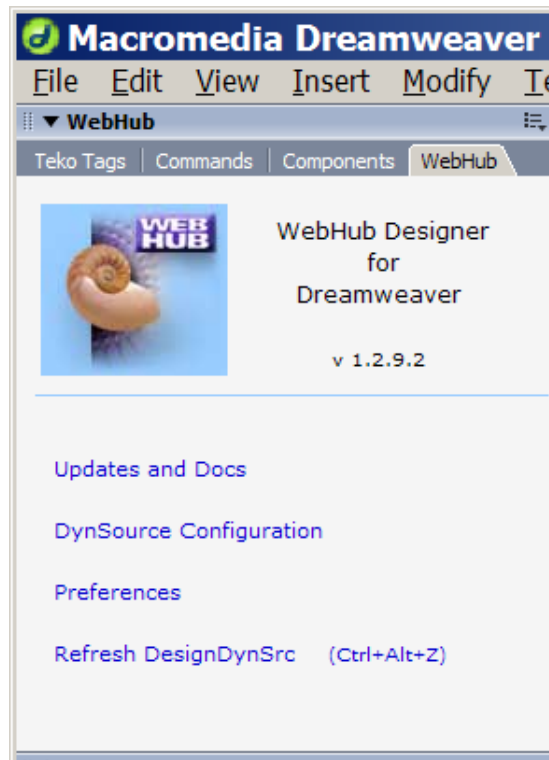 Macromedia Dreamweaver
File Edit View Insert Modify Te
WebHub
Teko Tags Commands Components WebHub
WEB
HUB
WebHub Designer
for
Dreamweaver
v 1.2.9.2
Updates and Docs
DynSource Configuration
Preferences
Refresh DesignDynSrc (Ctrl+Alt+Z)